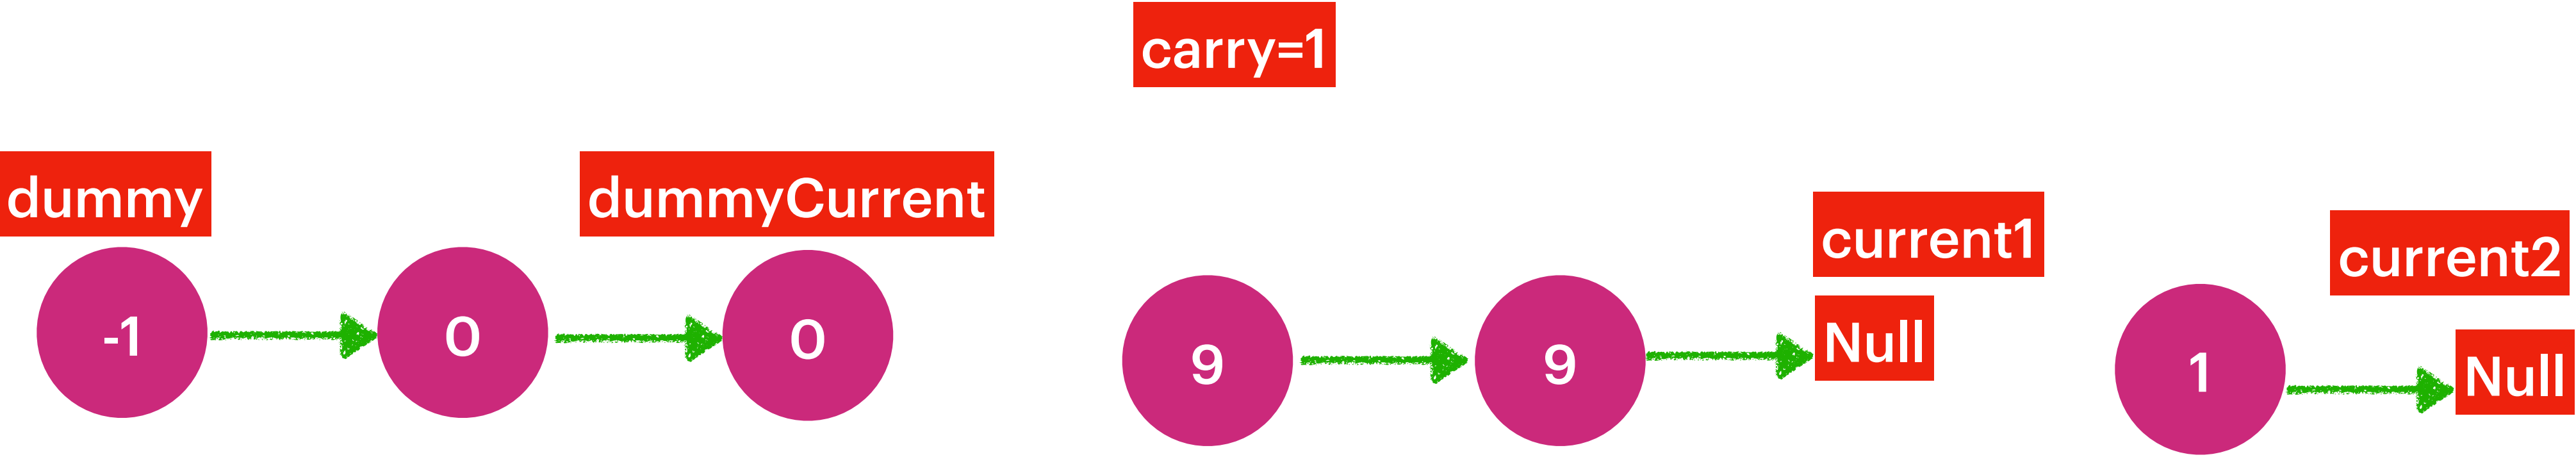 carry=1
dummy
dummyCurrent
current1
current2
-1
0
0
9
9
Null
1
Null